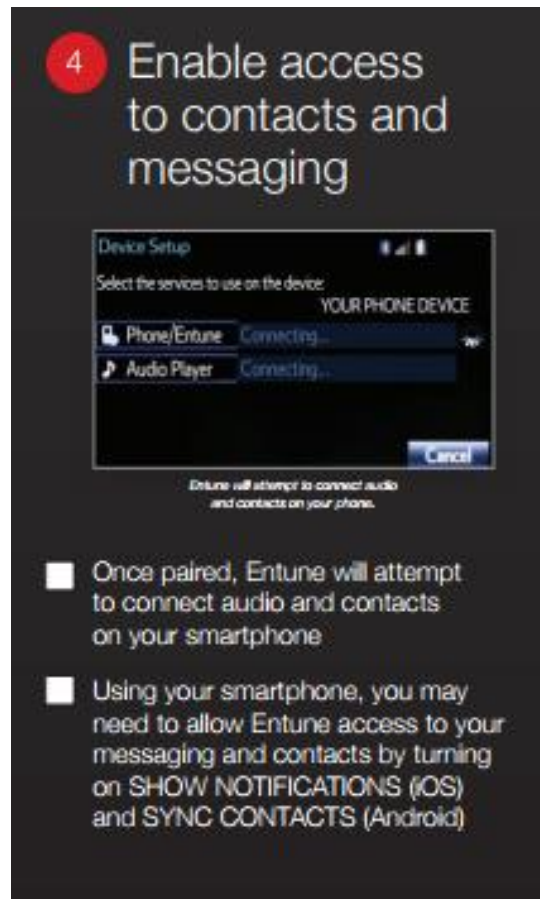 4
Enable access
to contacts and
messaging
Device Setup
Select the services to use on the device:
YOUR PHONE DEVICE
Phone/Entune Connecting...
Audio Player Connecting...
Cancel
Entune will attempt to connect audio
and contacts on your phone.
Once paired, Entune will attempt
to connect audio and contacts
on your smartphone
Using your smartphone, you may
need to allow Entune access to your
messaging and contacts by turning
on SHOW NOTIFICATIONS (iOS)
and SYNC CONTACTS (Android)